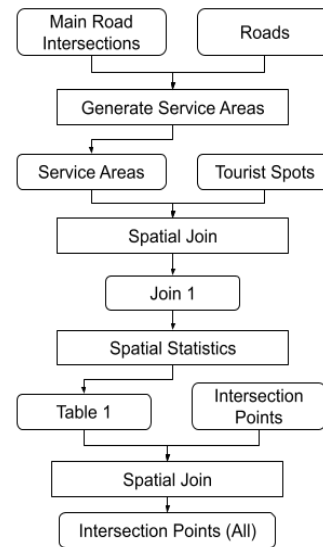 Main Road
Intersections
Roads
Generate Service Areas
Service Areas
Tourist Spots
Spatial Join
Join 1
Spatial Statistics
Table 1
Intersection
Points
Spatial Join
Intersection Points (All)